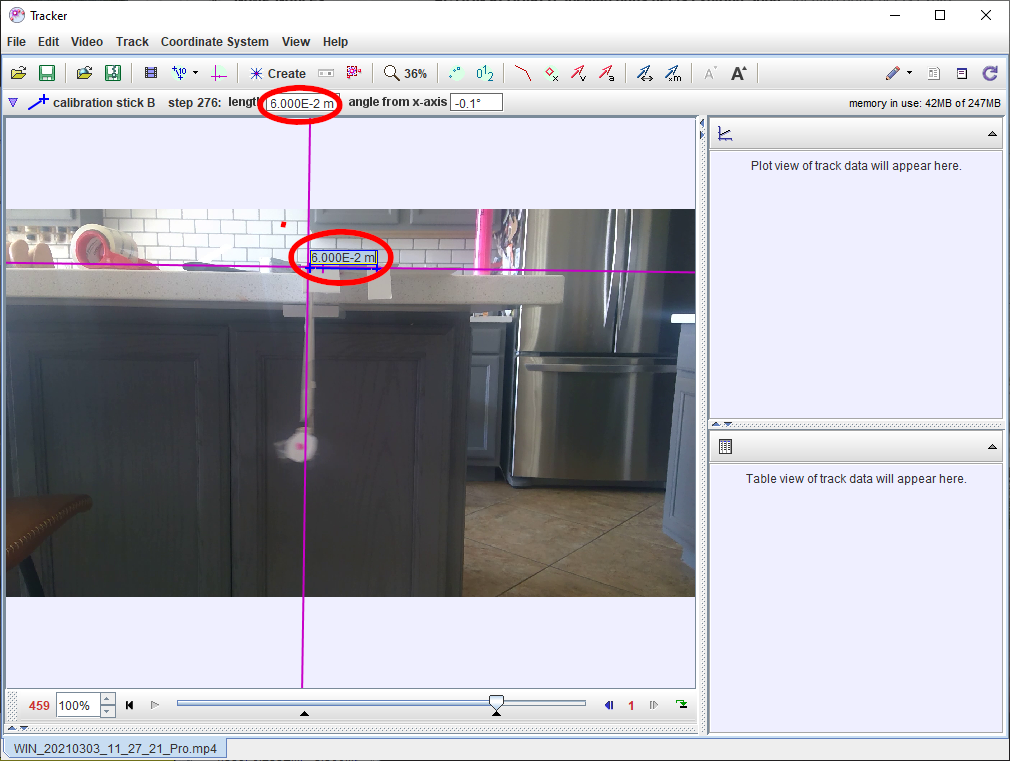 Tracker
File Edit Video Track Coordinate System View Help
Create 36%
calibration stick B step 276: length 6.000E-2 m angle from x-axis -0.1° memory in use: 42MB of 247MB
Plot view of track data will appear here.
6.000E-2 m
Table view of track data will appear here.
459 100% 1
WIN_20210303_11_27_21_Pro.mp4